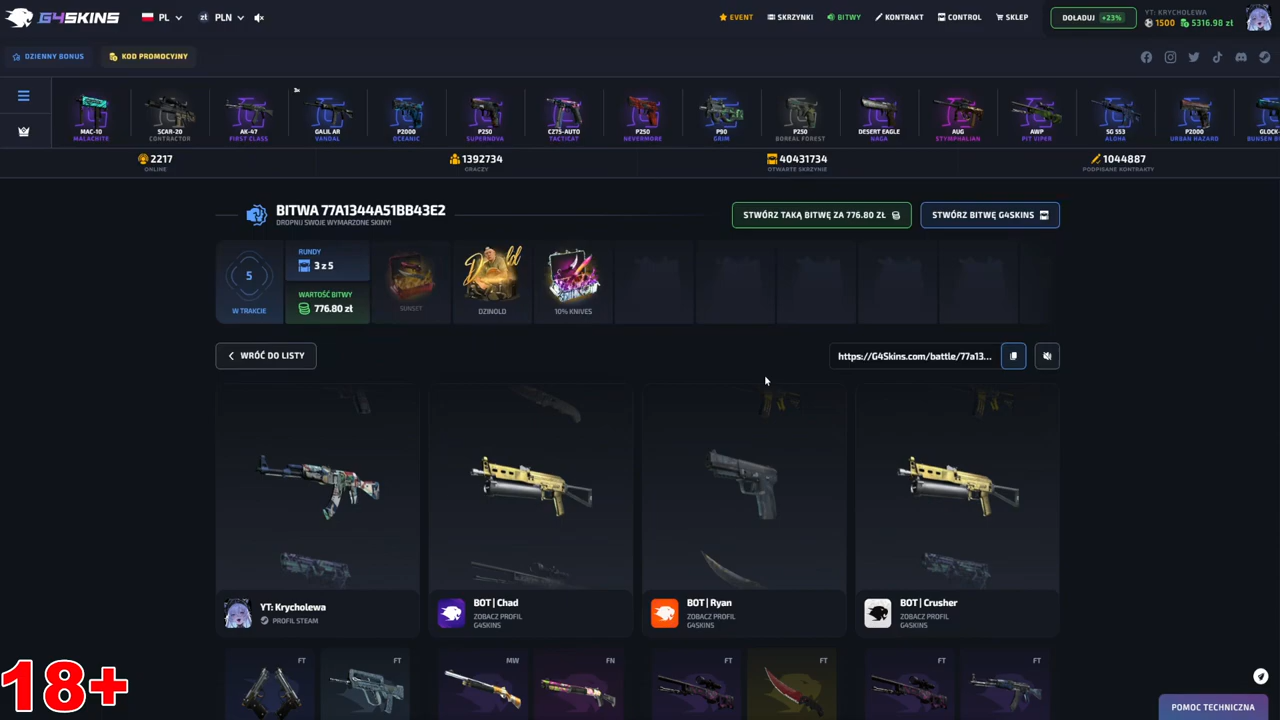 G4SKINS
PL
zł PLN
EVENT
SKRZYNKI
BITWY
KONTRAKT
CONTROL
SKLEP
DOŁADUJ +23%
YT: KRYCHOLEWA
1500 5316.98 zł
DZIENNY BONUS
KOD PROMOCYJNY
3x
MAC-10
MALACHITE
SCAR-20
CONTRACTOR
AK-47
FIRST CLASS
GALIL AR
VANDAL
P2000
OCEANIC
P250
SUPERNOVA
CZ75-AUTO
TACTICAT
P250
NEVERMORE
P90
GRIM
P250
BOREAL FOREST
DESERT EAGLE
NAGA
AUG
STYMPHALIAN
AWP
PIT VIPER
SG 553
ALOHA
P2000
URBAN HAZARD
GLOCK-
BUNSEN B
2217
ONLINE
1392734
GRACZY
40431734
OTWARTE SKRZYNIE
1044887
PODPISANE KONTRAKTY
BITWA 77A1344A51BB43E2
DROPNIJ SWOJE WYMARZONE SKINY!
STWÓRZ TAKĄ BITWĘ ZA 776.80 ZŁ
STWÓRZ BITWĘ G4SKINS
5
W TRAKCIE
RUNDY
3 z 5
WARTOŚĆ BITWY
776.80 zł
SUNSET
Dzinold
DZINOLD
10% KNIVES
WRÓĆ DO LISTY
https://G4Skins.com/battle/77a13...
YT: Krycholewa
PROFIL STEAM
BOT | Chad
ZOBACZ PROFIL
G4SKINS
BOT | Ryan
ZOBACZ PROFIL
G4SKINS
BOT | Crusher
ZOBACZ PROFIL
G4SKINS
FT
FT
MW
FN
FT
FT
FT
FT
18+
POMOC TECHNICZNA